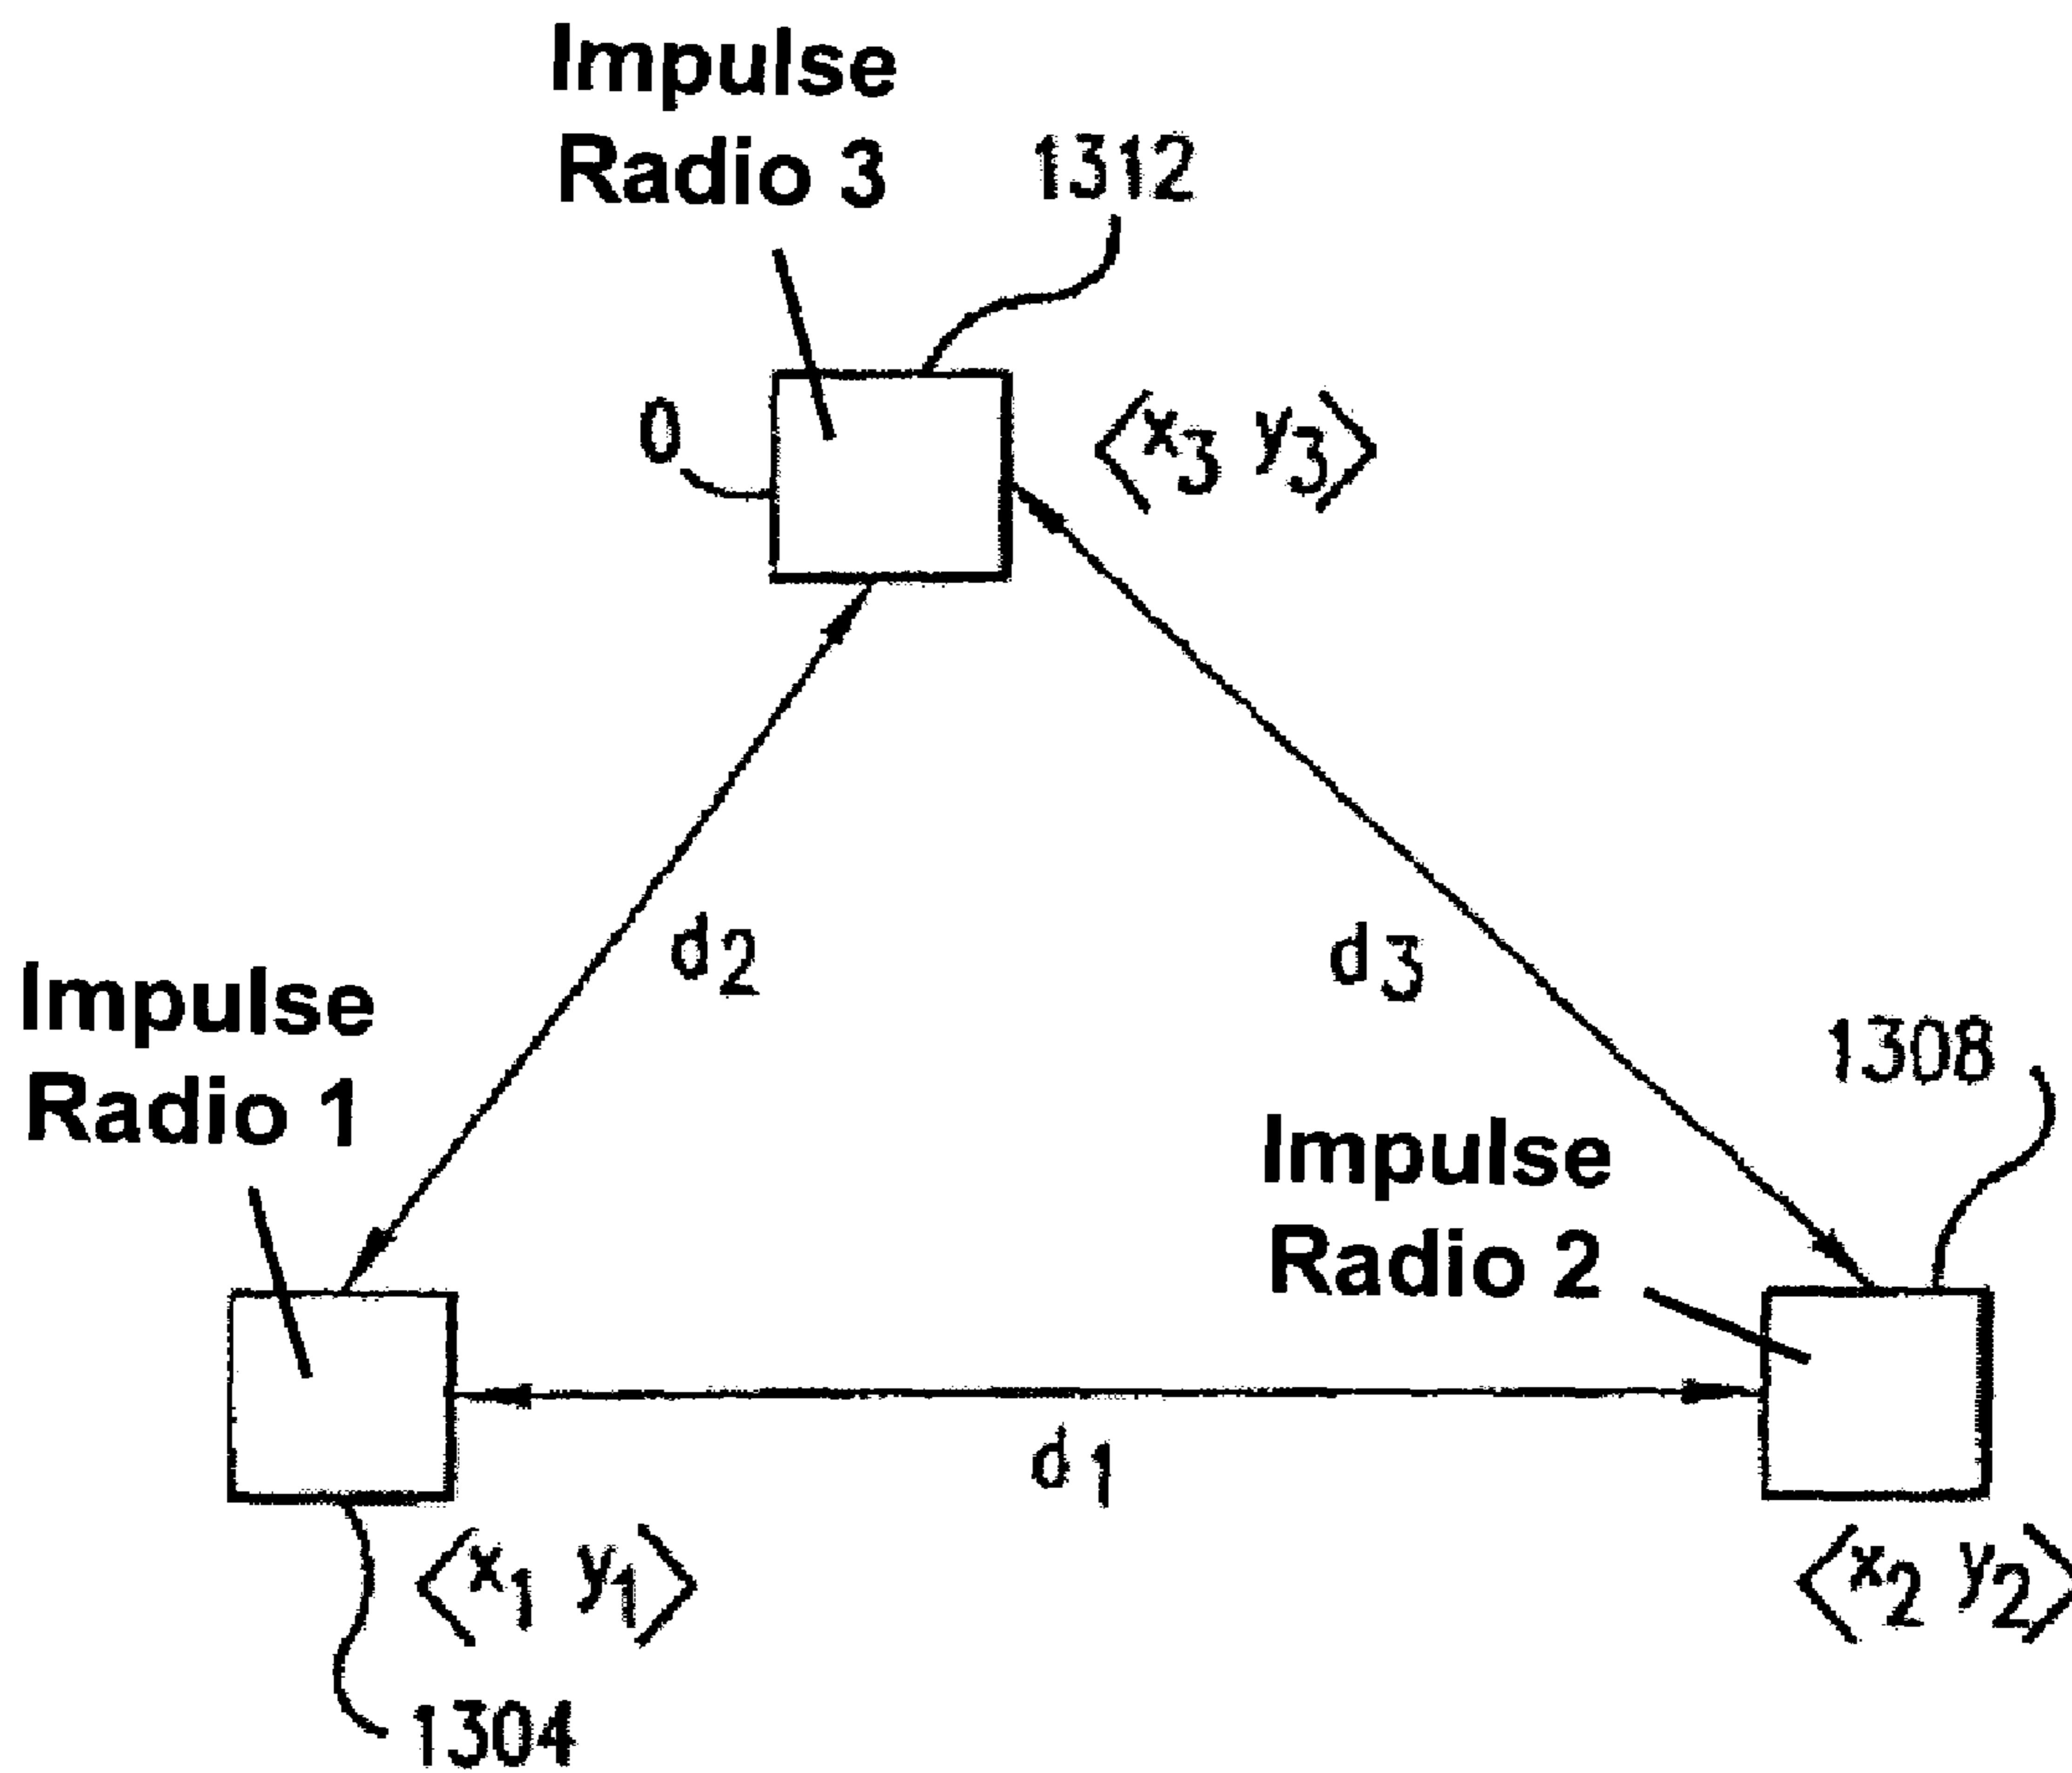 Impulse
Radio 3
1312
0
⟨x₃ y₃⟩
d₂
d₃
Impulse
Radio 1
1308
Impulse
Radio 2
d₁
⟨x₁ y₁⟩
⟨x₂ y₂⟩
1304